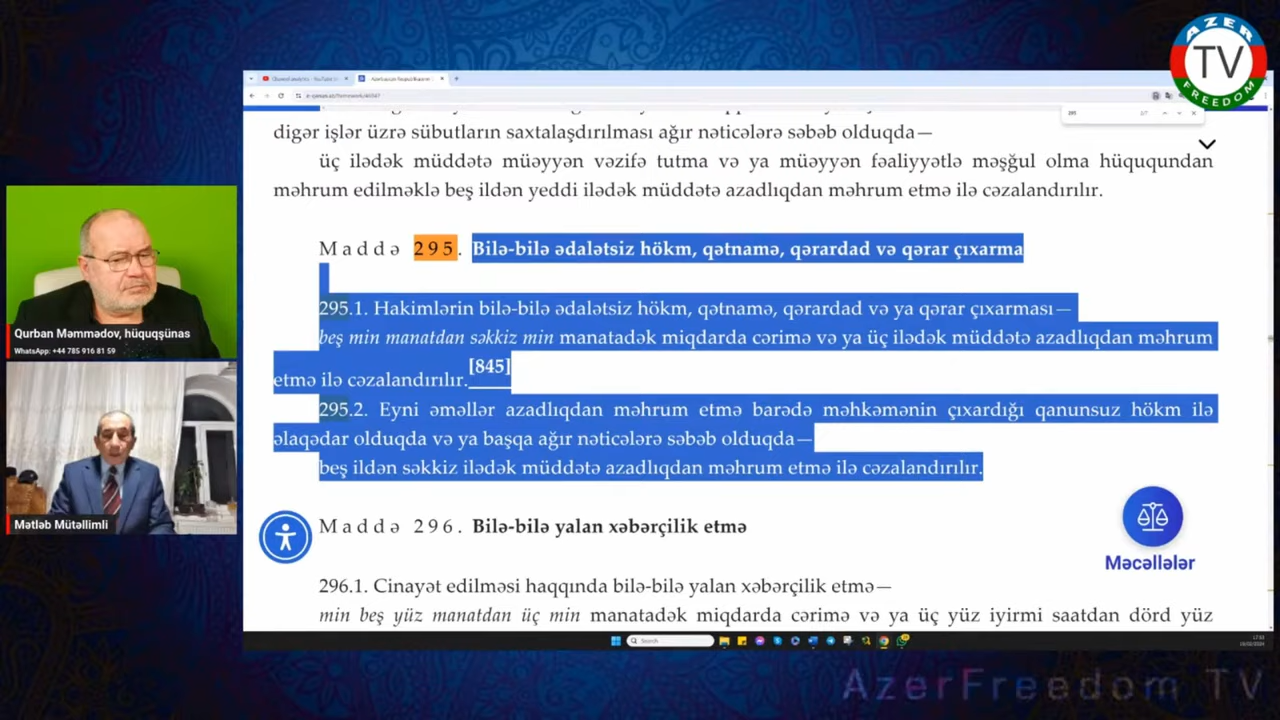 AZER
TV
FREEDOM
digər işlər üzrə sübutların saxtalaşdırılması ağır nəticələrə səbəb olduqda—
üç ilədək müddətə müəyyən vəzifə tutma və ya müəyyən fəaliyyətlə məşğul olma hüququndan
məhrum edilməklə beş ildən yeddi ilədək müddətə azadlıqdan məhrum etmə ilə cəzalandırılır.
Maddə 295. Bilə-bilə ədalətsiz hökm, qətnamə, qərardad və qərar çıxarma
295.1. Hakimlərin bilə-bilə ədalətsiz hökm, qətnamə, qərardad və ya qərar çıxarması—
beş min manatdan səkkiz min manatadək miqdarda cərimə və ya üç ilədək müddətə azadlıqdan məhrum
etmə ilə cəzalandırılır.[845]
295.2. Eyni əməllər azadlıqdan məhrum etmə barədə məhkəmənin çıxardığı qanunsuz hökm ilə
əlaqədar olduqda və ya başqa ağır nəticələrə səbəb olduqda—
beş ildən səkkiz ilədək müddətə azadlıqdan məhrum etmə ilə cəzalandırılır.
Maddə 296. Bilə-bilə yalan xəbərçilik etmə
296.1. Cinayət edilməsi haqqında bilə-bilə yalan xəbərçilik etmə—
min beş yüz manatdan üç min manatadək miqdarda cərimə və ya üç yüz iyirmi saatdan dörd yüz
Məcəllələr
Qurban Məmmədov, hüquqşünas
WhatsApp: +44 785 916 81 59
Mətləb Mütəllimli
Search
AzerFreedom TV